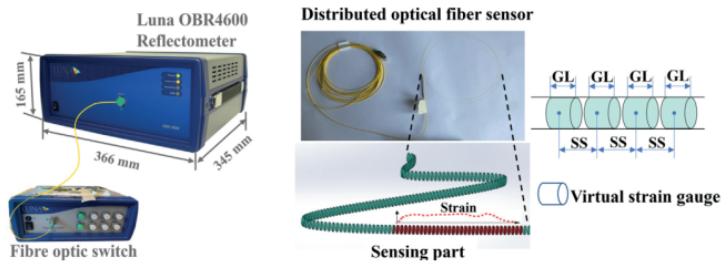 Luna OBR4600
Reflectometer
165 mm
366 mm
345 mm
LUNA
Fibre optic switch
Distributed optical fiber sensor
Strain
Sensing part
GL GL GL GL
SS SS SS
Virtual strain gauge